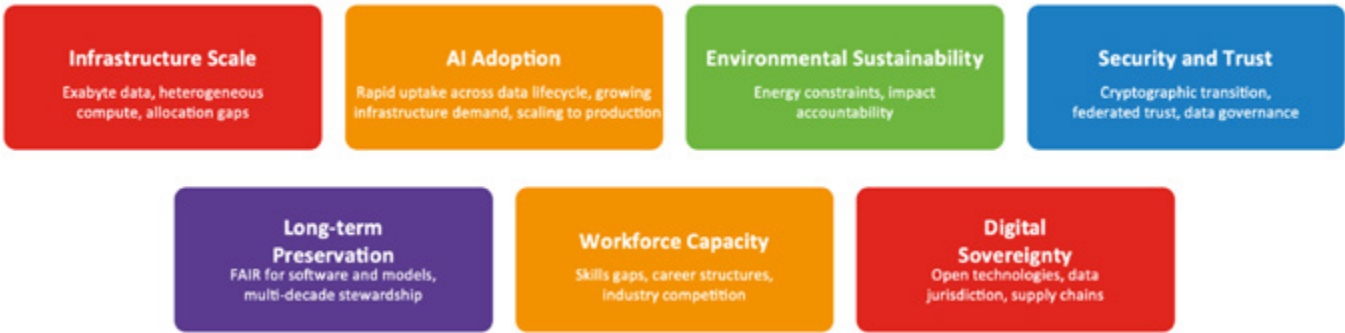 Infrastructure Scale
Exabyte data, heterogeneous
compute, allocation gaps
AI Adoption
Rapid uptake across data lifecycle, growing
infrastructure demand, scaling to production
Environmental Sustainability
Energy constraints, impact
accountability
Security and Trust
Cryptographic transition,
federated trust, data governance
Long-term
Preservation
FAIR for software and models,
multi-decade stewardship
Workforce Capacity
Skills gaps, career structures,
industry competition
Digital
Sovereignty
Open technologies, data
jurisdiction, supply chains